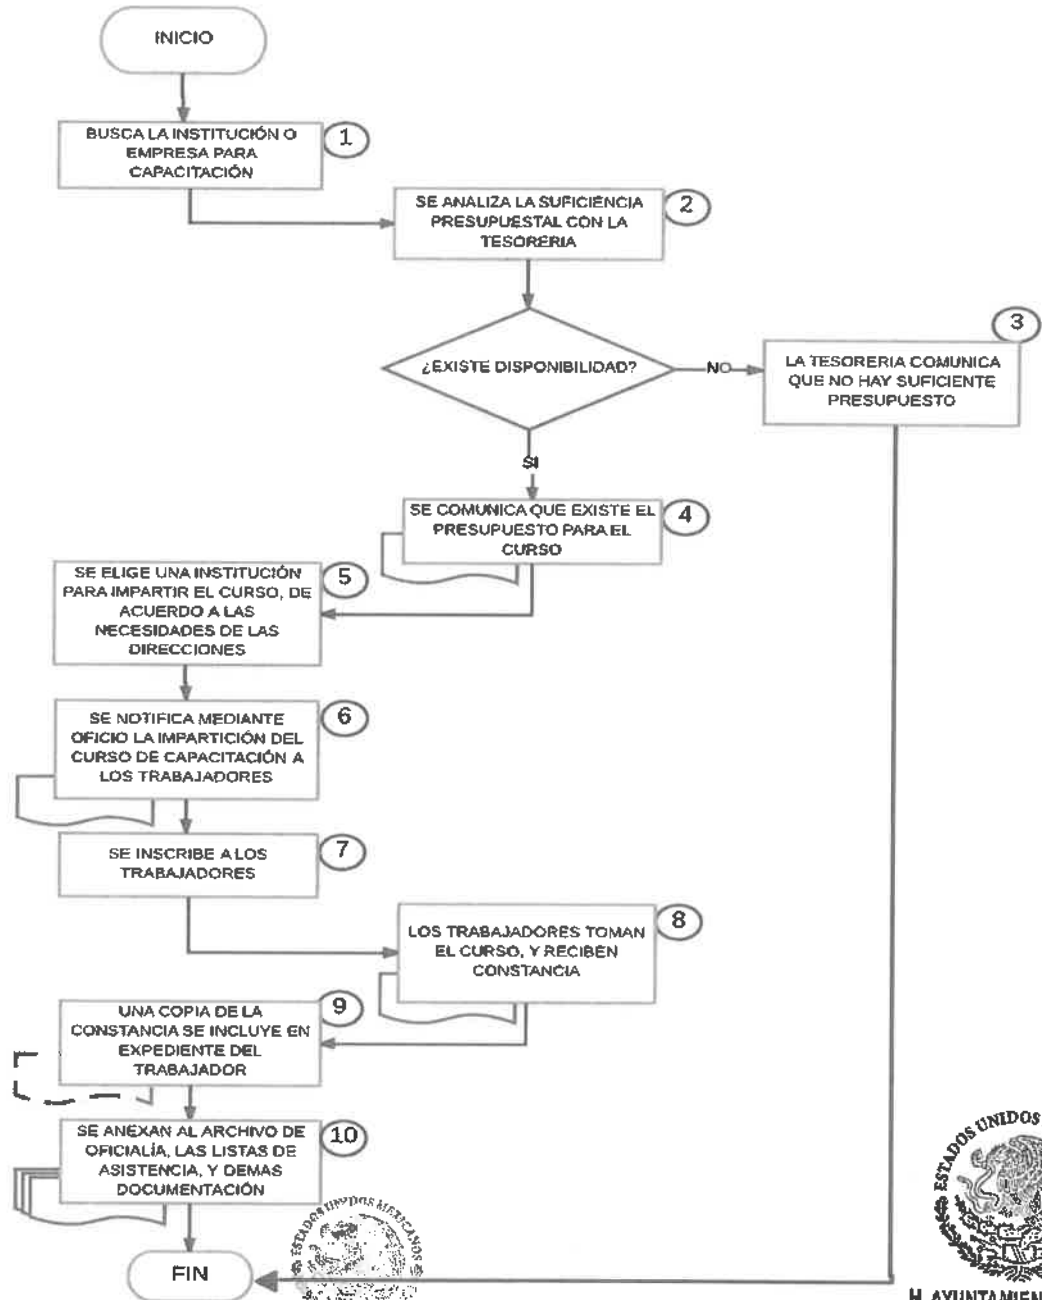 INICIO
BUSCA LA INSTITUCIÓN O
EMPRESA PARA
CAPACITACIÓN
1
SE ANALIZA LA SUFICIENCIA
PRESUPUESTAL CON LA
TESORERIA
2
¿EXISTE DISPONIBILIDAD?
NO
LA TESORERIA COMUNICA
QUE NO HAY SUFICIENTE
PRESUPUESTO
3
SI
SE COMUNICA QUE EXISTE EL
PRESUPUESTO PARA EL
CURSO
4
SE ELIGE UNA INSTITUCIÓN
PARA IMPARTIR EL CURSO, DE
ACUERDO A LAS
NECESIDADES DE LAS
DIRECCIONES
5
SE NOTIFICA MEDIANTE
OFICIO LA IMPARTICIÓN DEL
CURSO DE CAPACITACIÓN A
LOS TRABAJADORES
6
SE INSCRIBE A LOS
TRABAJADORES
7
LOS TRABAJADORES TOMAN
EL CURSO, Y RECIBEN
CONSTANCIA
8
UNA COPIA DE LA
CONSTANCIA SE INCLUYE EN
EXPEDIENTE DEL
TRABAJADOR
9
SE ANEXAN AL ARCHIVO DE
OFICIALÍA, LAS LISTAS DE
ASISTENCIA, Y DEMAS
DOCUMENTACIÓN
10
FIN
ESTADOS UNIDOS MEXICANOS
ESTADOS UNIDOS